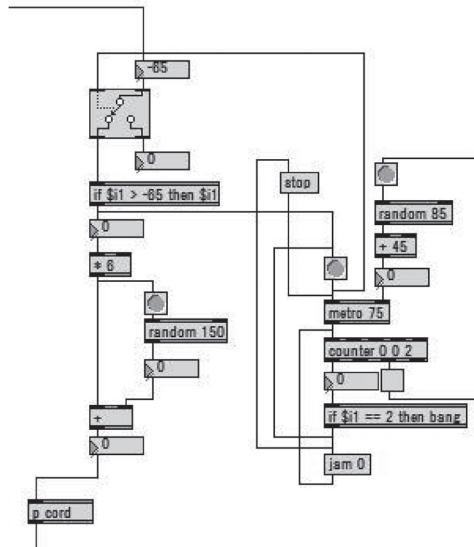 -65
0
if $i1 > -65 then $i1
0
* 6
random 150
0
+
0
p cord
stop
random 85
+ 45
0
metro 75
counter 0 0 2
0
if $i1 == 2 then bang
jam 0